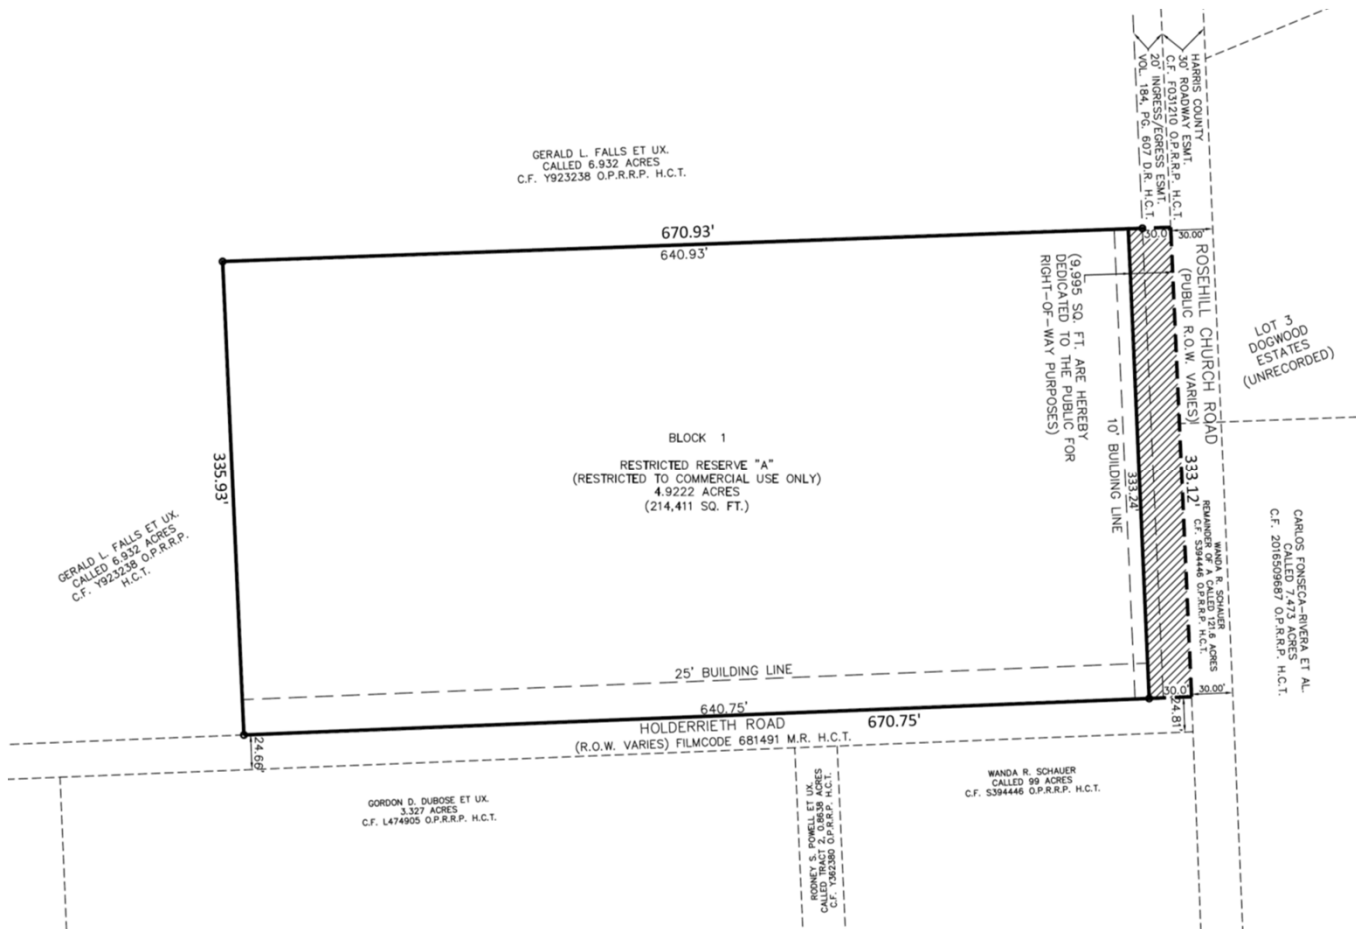 HARRIS COUNTY
30' ROADWAY ESMT.
C.F. F031210 O.P.R.R.P. H.C.T.
20' INGRESS/EGRESS ESMT.
VOL. 184, PG. 607 D.R. H.C.T.
GERALD L. FALLS ET UX.
CALLED 6.932 ACRES
C.F. Y923238 O.P.R.R.P. H.C.T.
670.93'
640.93'
30.0'
30.00'
ROSEHILL CHURCH ROAD
(PUBLIC R.O.W. VARIES)
(9,995 SQ. FT. ARE HEREBY
DEDICATED TO THE PUBLIC FOR
RIGHT-OF-WAY PURPOSES)
LOT 3
DOGWOOD
ESTATES
(UNRECORDED)
10' BUILDING LINE
333.24'
333.12'
335.93'
BLOCK 1
RESTRICTED RESERVE "A"
(RESTRICTED TO COMMERCIAL USE ONLY)
4.9222 ACRES
(214,411 SQ. FT.)
GERALD L. FALLS ET UX.
CALLED 6.932 ACRES
C.F. Y923238 O.P.R.R.P.
H.C.T.
WANDA R. SCHAUER
REMAINDER OF A CALLED 121.6 ACRES
C.F. S394446 O.P.R.R.P. H.C.T.
CARLOS FONSECA-RIVERA ET AL.
CALLED 7.473 ACRES
C.F. 2016509687 O.P.R.R.P. H.C.T.
25' BUILDING LINE
30.0'
30.00'
24.81'
640.75'
HOLDERRIETH ROAD
670.75'
(R.O.W. VARIES) FILMCODE 681491 M.R. H.C.T.
24.66'
GORDON D. DUBOSE ET UX.
3.327 ACRES
C.F. L474905 O.P.R.R.P. H.C.T.
RODNEY S. POWELL ET UX.
CALLED TRACT 2, 0.8638 ACRES
C.F. Y362380 O.P.R.R.P. H.C.T.
WANDA R. SCHAUER
CALLED 99 ACRES
C.F. S394446 O.P.R.R.P. H.C.T.